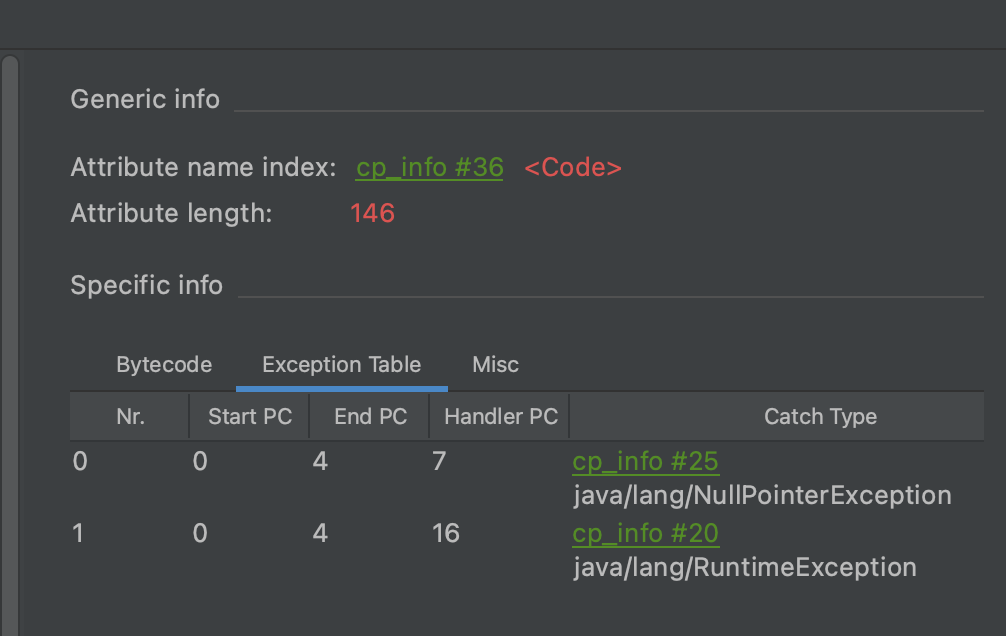 Generic info
Attribute name index: cp_info #36 <Code>
Attribute length: 146
Specific info
Bytecode Exception Table Misc
Nr. Start PC End PC Handler PC Catch Type
0 0 4 7 cp_info #25
java/lang/NullPointerException
1 0 4 16 cp_info #20
java/lang/RuntimeException